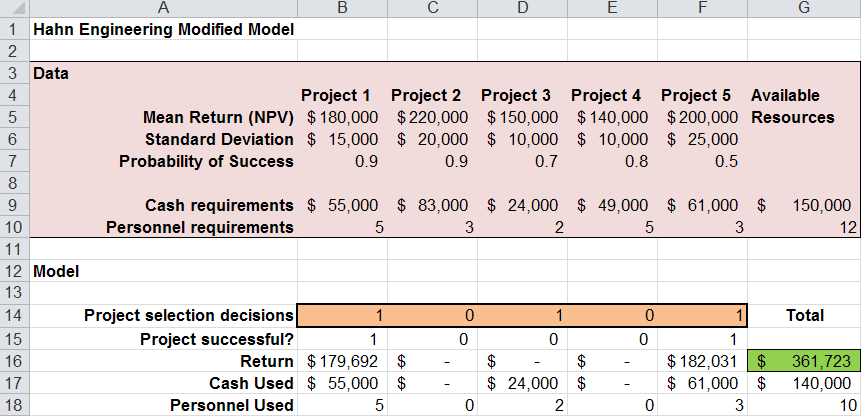 A B C D E F G
1 Hahn Engineering Modified Model
2
3 Data
4 Project 1 Project 2 Project 3 Project 4 Project 5 Available
5 Mean Return (NPV) $ 180,000 $ 220,000 $ 150,000 $ 140,000 $ 200,000 Resources
6 Standard Deviation $ 15,000 $ 20,000 $ 10,000 $ 10,000 $ 25,000
7 Probability of Success 0.9 0.9 0.7 0.8 0.5
8
9 Cash requirements $ 55,000 $ 83,000 $ 24,000 $ 49,000 $ 61,000 $ 150,000
10 Personnel requirements 5 3 2 5 3 12
11
12 Model
13
14 Project selection decisions 1 0 1 0 1 Total
15 Project successful? 1 0 0 0 1
16 Return $ 179,692 $ - $ - $ - $ 182,031 $ 361,723
17 Cash Used $ 55,000 $ - $ 24,000 $ - $ 61,000 $ 140,000
18 Personnel Used 5 0 2 0 3 10